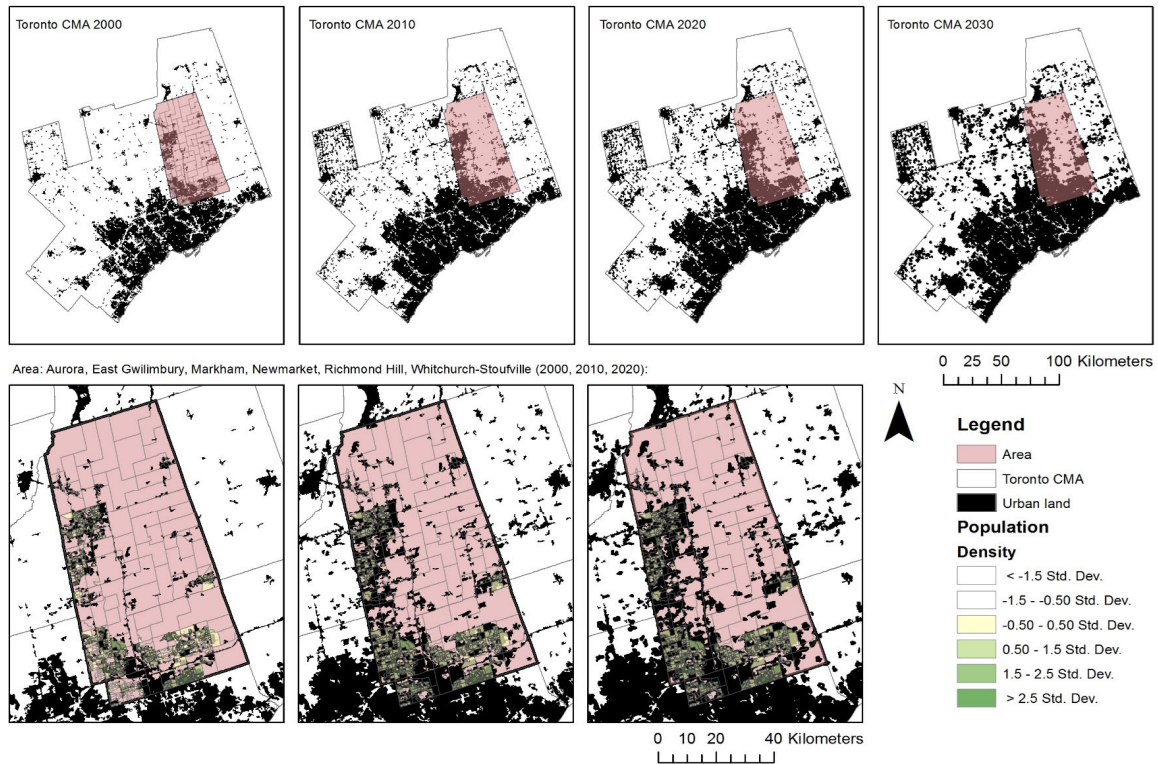 Toronto CMA 2000
Toronto CMA 2010
Toronto CMA 2020
Toronto CMA 2030
Area: Aurora, East Gwilimbury, Markham, Newmarket, Richmond Hill, Whitchurch-Stoufville (2000, 2010, 2020):
0 25 50 100 Kilometers
N
Legend
Area
Toronto CMA
Urban land
Population
Density
< -1.5 Std. Dev.
-1.5 - -0.50 Std. Dev.
-0.50 - 0.50 Std. Dev.
0.50 - 1.5 Std. Dev.
1.5 - 2.5 Std. Dev.
> 2.5 Std. Dev.
0 10 20 40 Kilometers